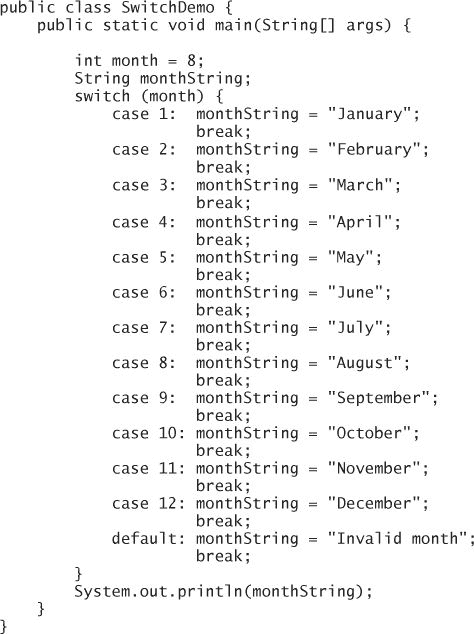 public class SwitchDemo {
    public static void main(String[] args) {

        int month = 8;
        String monthString;
        switch (month) {
            case 1:  monthString = "January";
                     break;
            case 2:  monthString = "February";
                     break;
            case 3:  monthString = "March";
                     break;
            case 4:  monthString = "April";
                     break;
            case 5:  monthString = "May";
                     break;
            case 6:  monthString = "June";
                     break;
            case 7:  monthString = "July";
                     break;
            case 8:  monthString = "August";
                     break;
            case 9:  monthString = "September";
                     break;
            case 10: monthString = "October";
                     break;
            case 11: monthString = "November";
                     break;
            case 12: monthString = "December";
                     break;
            default: monthString = "Invalid month";
                     break;
        }
        System.out.println(monthString);
    }
}